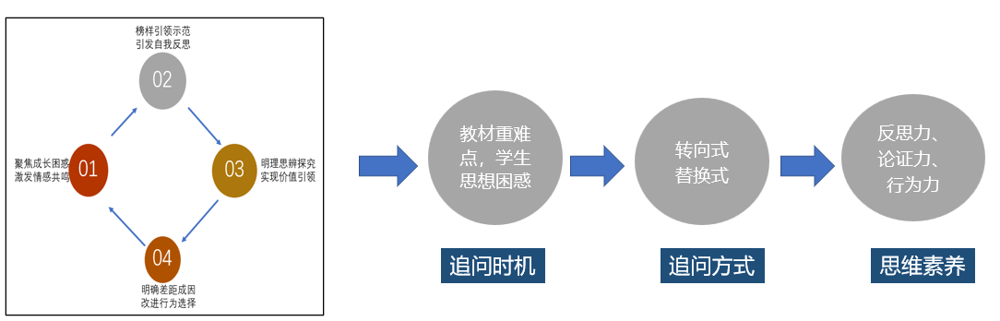 榜样引领示范
引发自我反思
02
聚焦成长困惑
激发情感共鸣
01
03
明理思辨探究
实现价值引领
04
明确差距成因
改进行为选择
教材重难
点，学生
思想困惑
追问时机
转向式
替换式
追问方式
反思力、
论证力、
行为力
思维素养